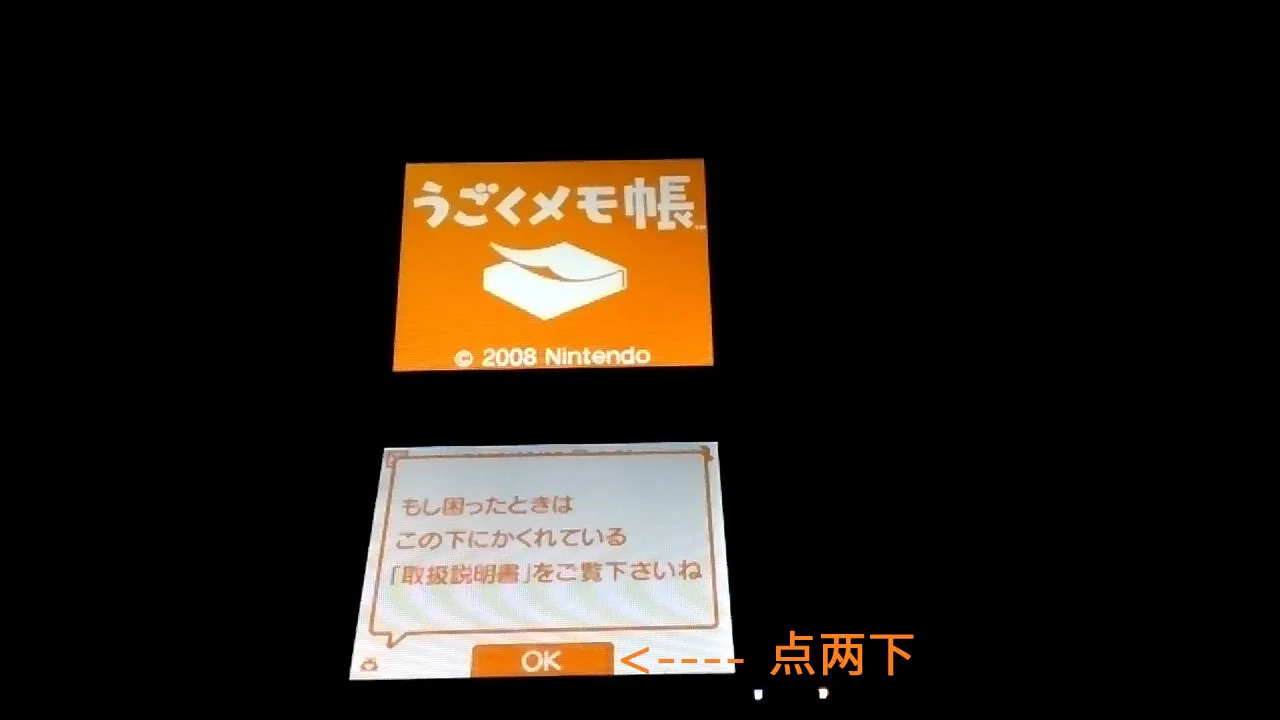 うごくメモ帳™
© 2008 Nintendo
もし困ったときは
この下にかくれている
「取扱説明書」をご覧下さいね
OK
<---- 点两下